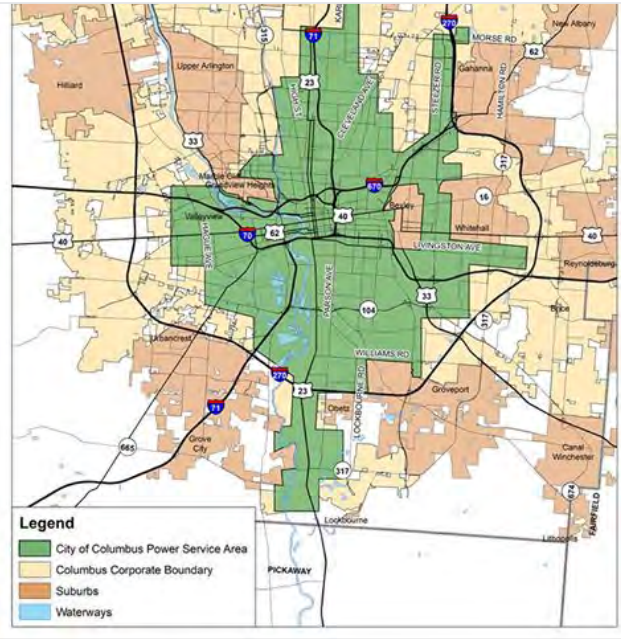 KARL
315
71
270
MORSE RD
New Albany
62
Upper Arlington
23
HIGH ST
CLEVELAND AVE
STELZER RD
Gahanna
HAMILTON RD
Hilliard
33
317
Marble Cliff
Grandview Heights
670
16
Bexley
Valleyview
40
Whitehall
40
HAGUE AVE
70
62
LIVINGSTON AVE
40
Reynoldsburg
PARSON AVE
33
104
317
Brice
Urbancrest
WILLIAMS RD
270
23
LOCKBOURNE RD
Groveport
71
Obetz
Grove
City
665
317
Canal
Winchester
674
FAIRFIELD
Lockbourne
Lithopolis
PICKAWAY
Legend
City of Columbus Power Service Area
Columbus Corporate Boundary
Suburbs
Waterways